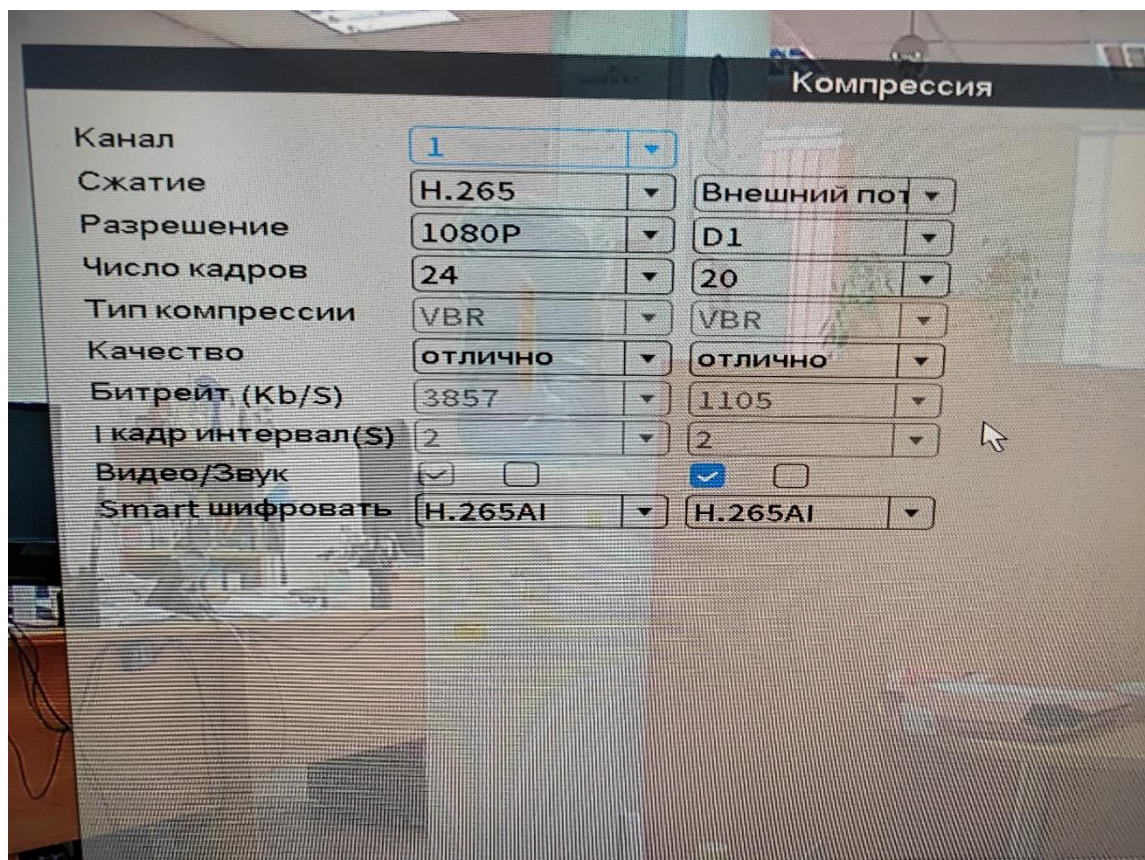 Компрессия
Канал 1
Сжатие H.265 Внешний пот
Разрешение 1080P D1
Число кадров 24 20
Тип компрессии VBR VBR
Качество отлично отлично
Битрейт (Kb/S) 3857 1105
I кадр интервал(S) 2 2
Видео/Звук
Smart шифровать H.265AI H.265AI